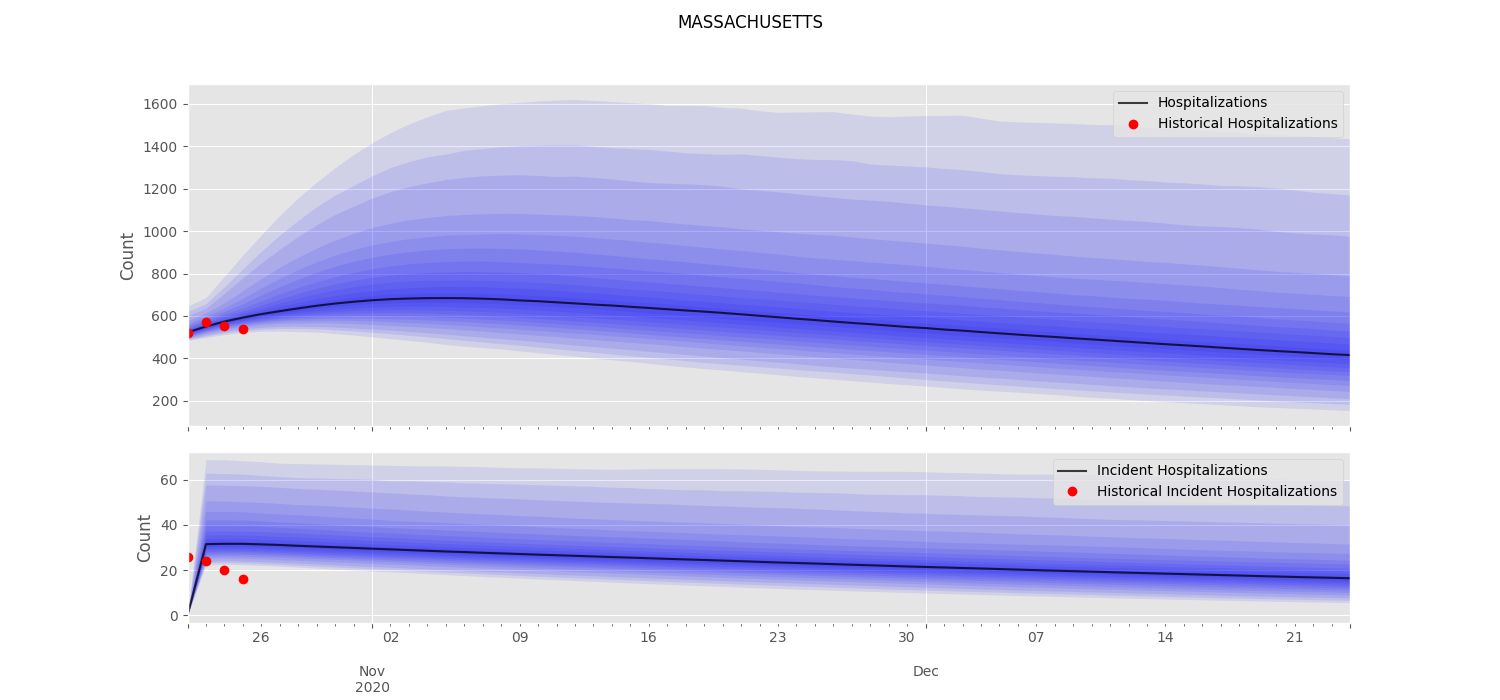 MASSACHUSETTS
Hospitalizations
Historical Hospitalizations
Count
1600
1400
1200
1000
800
600
400
200
Incident Hospitalizations
Historical Incident Hospitalizations
Count
60
40
20
0
26 02 09 16 23 30 07 14 21
Nov Dec
2020